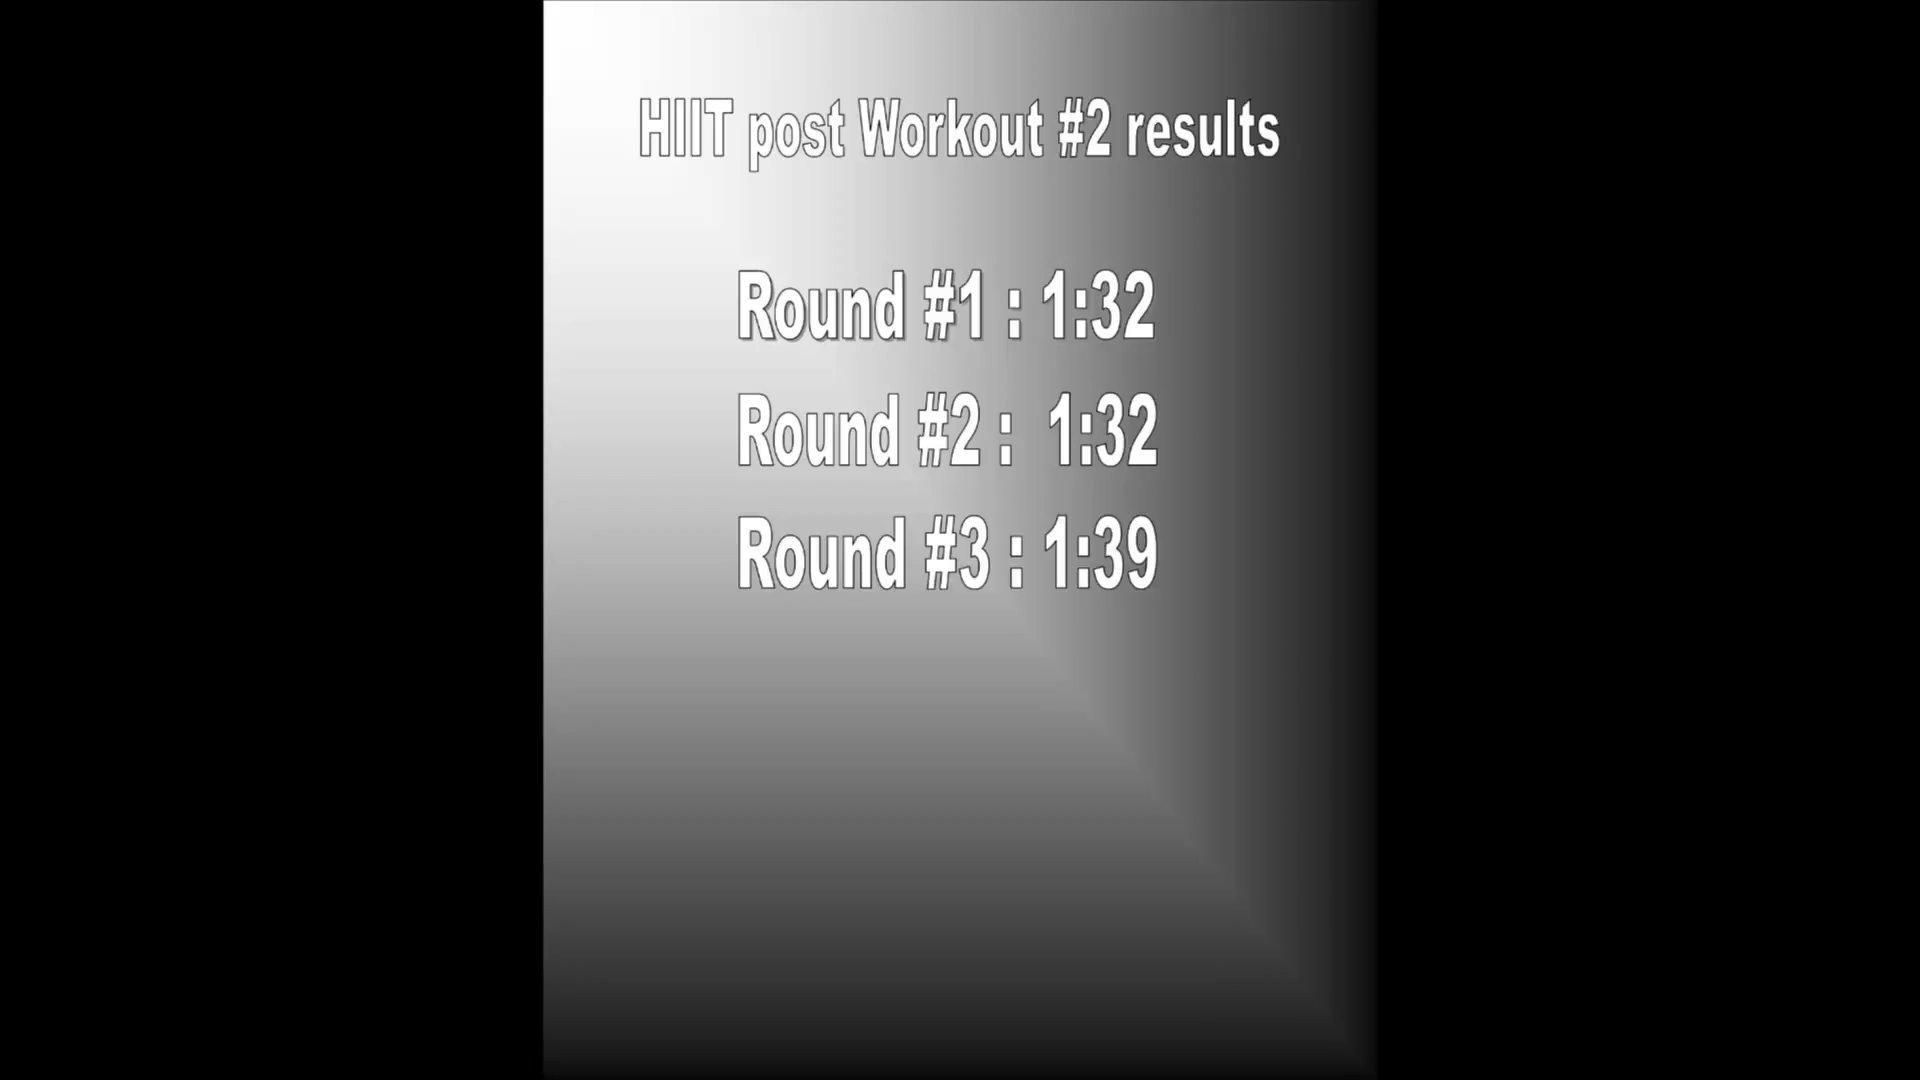 HIIT post Workout #2 results
Round #1 : 1:32
Round #2 : 1:32
Round #3 : 1:39